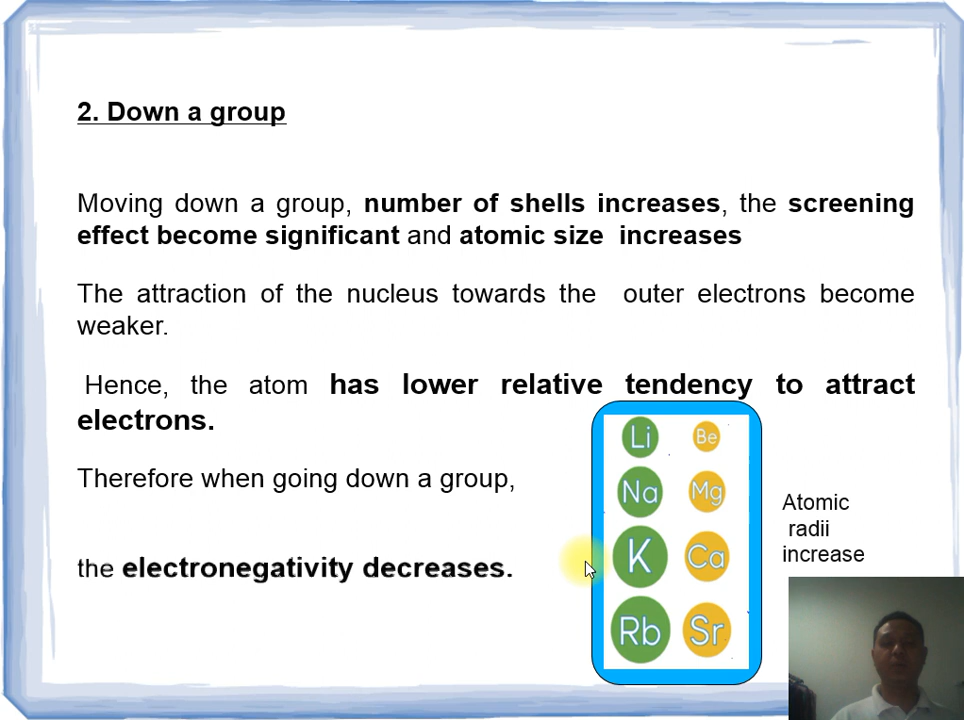 2. Down a group
Moving down a group, number of shells increases, the screening
effect become significant and atomic size increases
The attraction of the nucleus towards the outer electrons become
weaker.
Hence, the atom has lower relative tendency to attract
electrons.
Li Be
Therefore when going down a group,
Na Mg
Atomic
radii
increase
the electronegativity decreases.
K Ca
Rb Sr